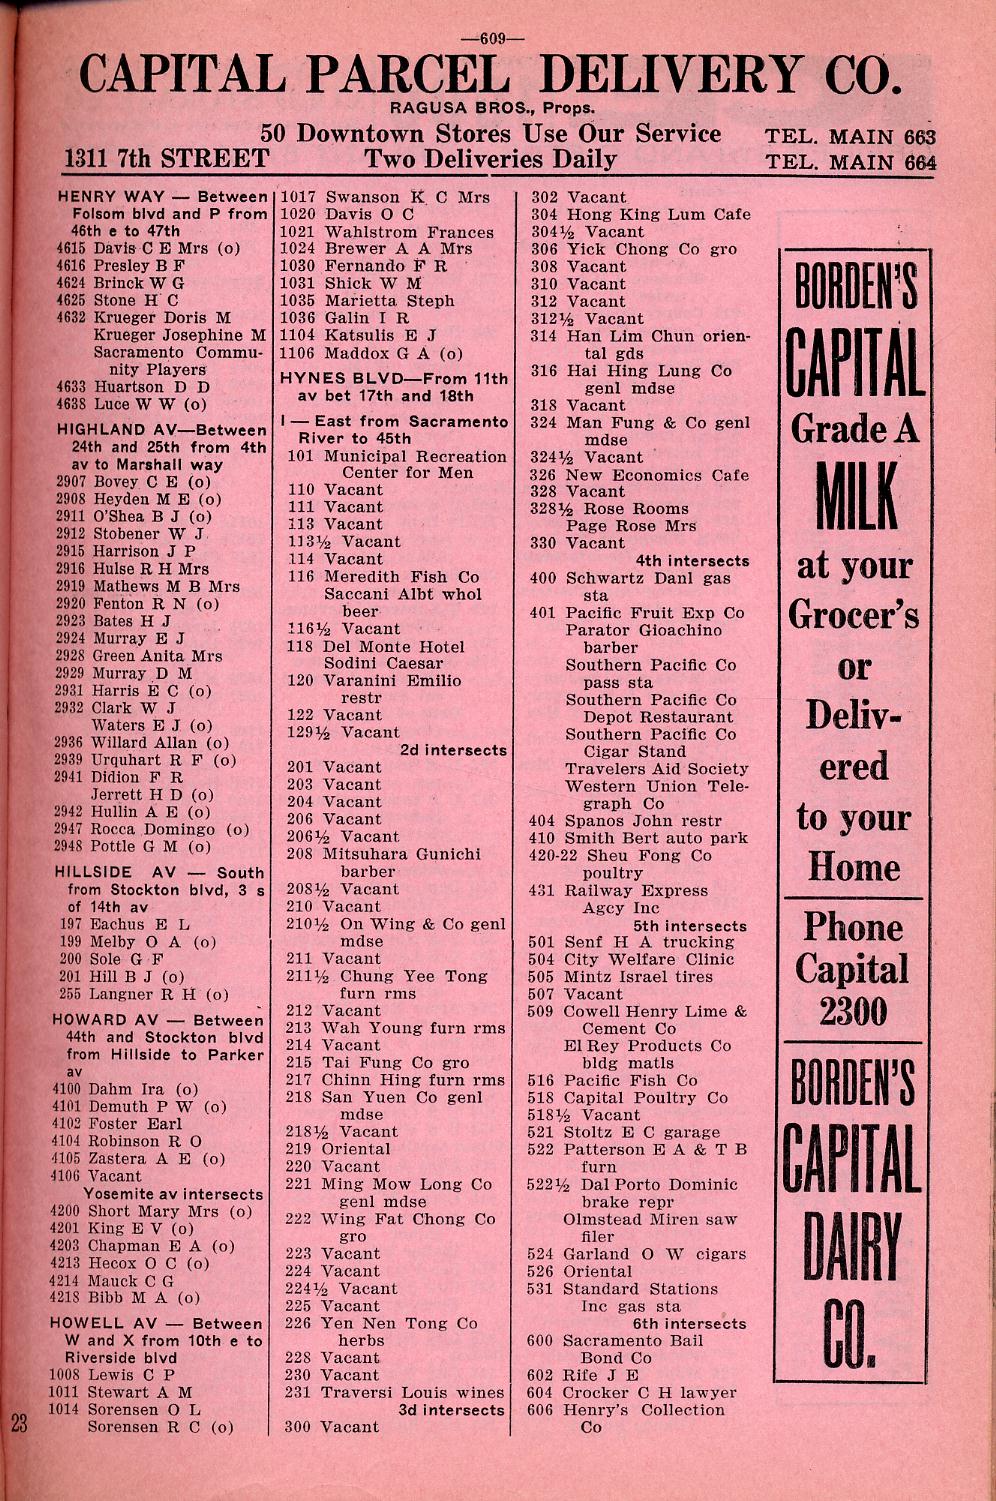 —609—
CAPITAL PARCEL DELIVERY CO.
RAGUSA BROS., Props.
50 Downtown Stores Use Our Service TEL. MAIN 663
1311 7th STREET Two Deliveries Daily TEL. MAIN 664
HENRY WAY — Between
Folsom blvd and P from
46th e to 47th
4615 Davis C E Mrs (o)
4616 Presley B F
4624 Brinck W G
4625 Stone H C
4632 Krueger Doris M
Krueger Josephine M
Sacramento Commu-
nity Players
4633 Huartson D D
4638 Luce W W (o)
HIGHLAND AV—Between
24th and 25th from 4th
av to Marshall way
2907 Bovey C E (o)
2908 Heyden M E (o)
2911 O'Shea B J (o)
2912 Stobener W J
2915 Harrison J P
2916 Hulse R H Mrs
2919 Mathews M B Mrs
2920 Fenton R N (o)
2923 Bates H J
2924 Murray E J
2928 Green Anita Mrs
2929 Murray D M
2931 Harris E C (o)
2932 Clark W J
Waters E J (o)
2936 Willard Allan (o)
2939 Urquhart R F (o)
2941 Didion F R
Jerrett H D (o)
2942 Hullin A E (o)
2947 Rocca Domingo (o)
2948 Pottle G M (o)
HILLSIDE AV — South
from Stockton blvd, 3 s
of 14th av
197 Eachus E L
199 Melby O A (o)
200 Sole G F
201 Hill B J (o)
255 Langner R H (o)
HOWARD AV — Between
44th and Stockton blvd
from Hillside to Parker
av
4100 Dahm Ira (o)
4101 Demuth P W (o)
4102 Foster Earl
4104 Robinson R O
4105 Zastera A E (o)
4106 Vacant
Yosemite av intersects
4200 Short Mary Mrs (o)
4201 King E V (o)
4203 Chapman E A (o)
4213 Hecox O C (o)
4214 Mauck C G
4218 Bibb M A (o)
HOWELL AV — Between
W and X from 10th e to
Riverside blvd
1008 Lewis C P
1011 Stewart A M
1014 Sorensen O L
Sorensen R C (o)
23
1017 Swanson K C Mrs
1020 Davis O C
1021 Wahlstrom Frances
1024 Brewer A A Mrs
1030 Fernando F R
1031 Shick W M
1035 Marietta Steph
1036 Galin I R
1104 Katsulis E J
1106 Maddox G A (o)
HYNES BLVD—From 11th
av bet 17th and 18th
I — East from Sacramento
River to 45th
101 Municipal Recreation
Center for Men
110 Vacant
111 Vacant
113 Vacant
113½ Vacant
114 Vacant
116 Meredith Fish Co
Saccani Albt whol
beer
116½ Vacant
118 Del Monte Hotel
Sodini Caesar
120 Varanini Emilio
restr
122 Vacant
129½ Vacant
2d intersects
201 Vacant
203 Vacant
204 Vacant
206 Vacant
206½ Vacant
208 Mitsuhara Gunichi
barber
208½ Vacant
210 Vacant
210½ On Wing & Co genl
mdse
211 Vacant
211½ Chung Yee Tong
furn rms
212 Vacant
213 Wah Young furn rms
214 Vacant
215 Tai Fung Co gro
217 Chinn Hing furn rms
218 San Yuen Co genl
mdse
218½ Vacant
219 Oriental
220 Vacant
221 Ming Mow Long Co
genl mdse
222 Wing Fat Chong Co
gro
223 Vacant
224 Vacant
224½ Vacant
225 Vacant
226 Yen Nen Tong Co
herbs
228 Vacant
230 Vacant
231 Traversi Louis wines
3d intersects
300 Vacant
302 Vacant
304 Hong King Lum Cafe
304½ Vacant
306 Yick Chong Co gro
308 Vacant
310 Vacant
312 Vacant
312½ Vacant
314 Han Lim Chun orien-
tal gds
316 Hai Hing Lung Co
genl mdse
318 Vacant
324 Man Fung & Co genl
mdse
324½ Vacant
326 New Economics Cafe
328 Vacant
328½ Rose Rooms
Page Rose Mrs
330 Vacant
4th intersects
400 Schwartz Danl gas
sta
401 Pacific Fruit Exp Co
Parator Gioachino
barber
Southern Pacific Co
pass sta
Southern Pacific Co
Depot Restaurant
Southern Pacific Co
Cigar Stand
Travelers Aid Society
Western Union Tele-
graph Co
404 Spanos John restr
410 Smith Bert auto park
420-22 Sheu Fong Co
poultry
431 Railway Express
Agcy Inc
5th intersects
501 Senf H A trucking
504 City Welfare Clinic
505 Mintz Israel tires
507 Vacant
509 Cowell Henry Lime &
Cement Co
El Rey Products Co
bldg matls
516 Pacific Fish Co
518 Capital Poultry Co
518½ Vacant
521 Stoltz E C garage
522 Patterson E A & T B
furn
522½ Dal Porto Dominic
brake repr
Olmstead Miren saw
filer
524 Garland O W cigars
526 Oriental
531 Standard Stations
Inc gas sta
6th intersects
600 Sacramento Bail
Bond Co
602 Rife J E
604 Crocker C H lawyer
606 Henry's Collection
Co
BORDEN'S
CAPITAL
Grade A
MILK
at your
Grocer's
or
Deliv-
ered
to your
Home
Phone
Capital
2300
BORDEN'S
CAPITAL
DAIRY
CO.